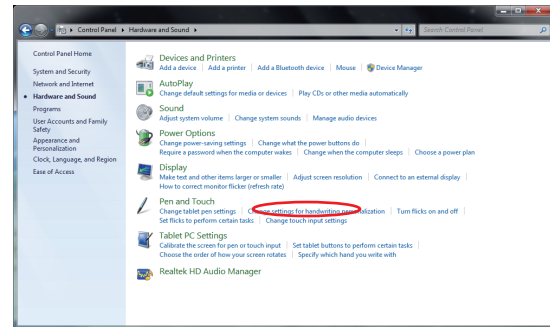 Control Panel Hardware and Sound Search Control Panel
Control Panel Home
System and Security
Network and Internet
Hardware and Sound
Programs
User Accounts and Family
Safety
Appearance and
Personalization
Clock, Language, and Region
Ease of Access
Devices and Printers
Add a device Add a printer Add a Bluetooth device Mouse Device Manager
AutoPlay
Change default settings for media or devices Play CDs or other media automatically
Sound
Adjust system volume Change system sounds Manage audio devices
Power Options
Change power-saving settings Change what the power buttons do
Require a password when the computer wakes Change when the computer sleeps Choose a power plan
Display
Make text and other items larger or smaller Adjust screen resolution Connect to an external display
How to correct monitor flicker (refresh rate)
Pen and Touch
Change tablet pen settings Change settings for handwriting personalization Turn flicks on and off
Set flicks to perform certain tasks Change touch input settings
Tablet PC Settings
Calibrate the screen for pen or touch input Set tablet buttons to perform certain tasks
Choose the order of how your screen rotates Specify which hand you write with
Realtek HD Audio Manager